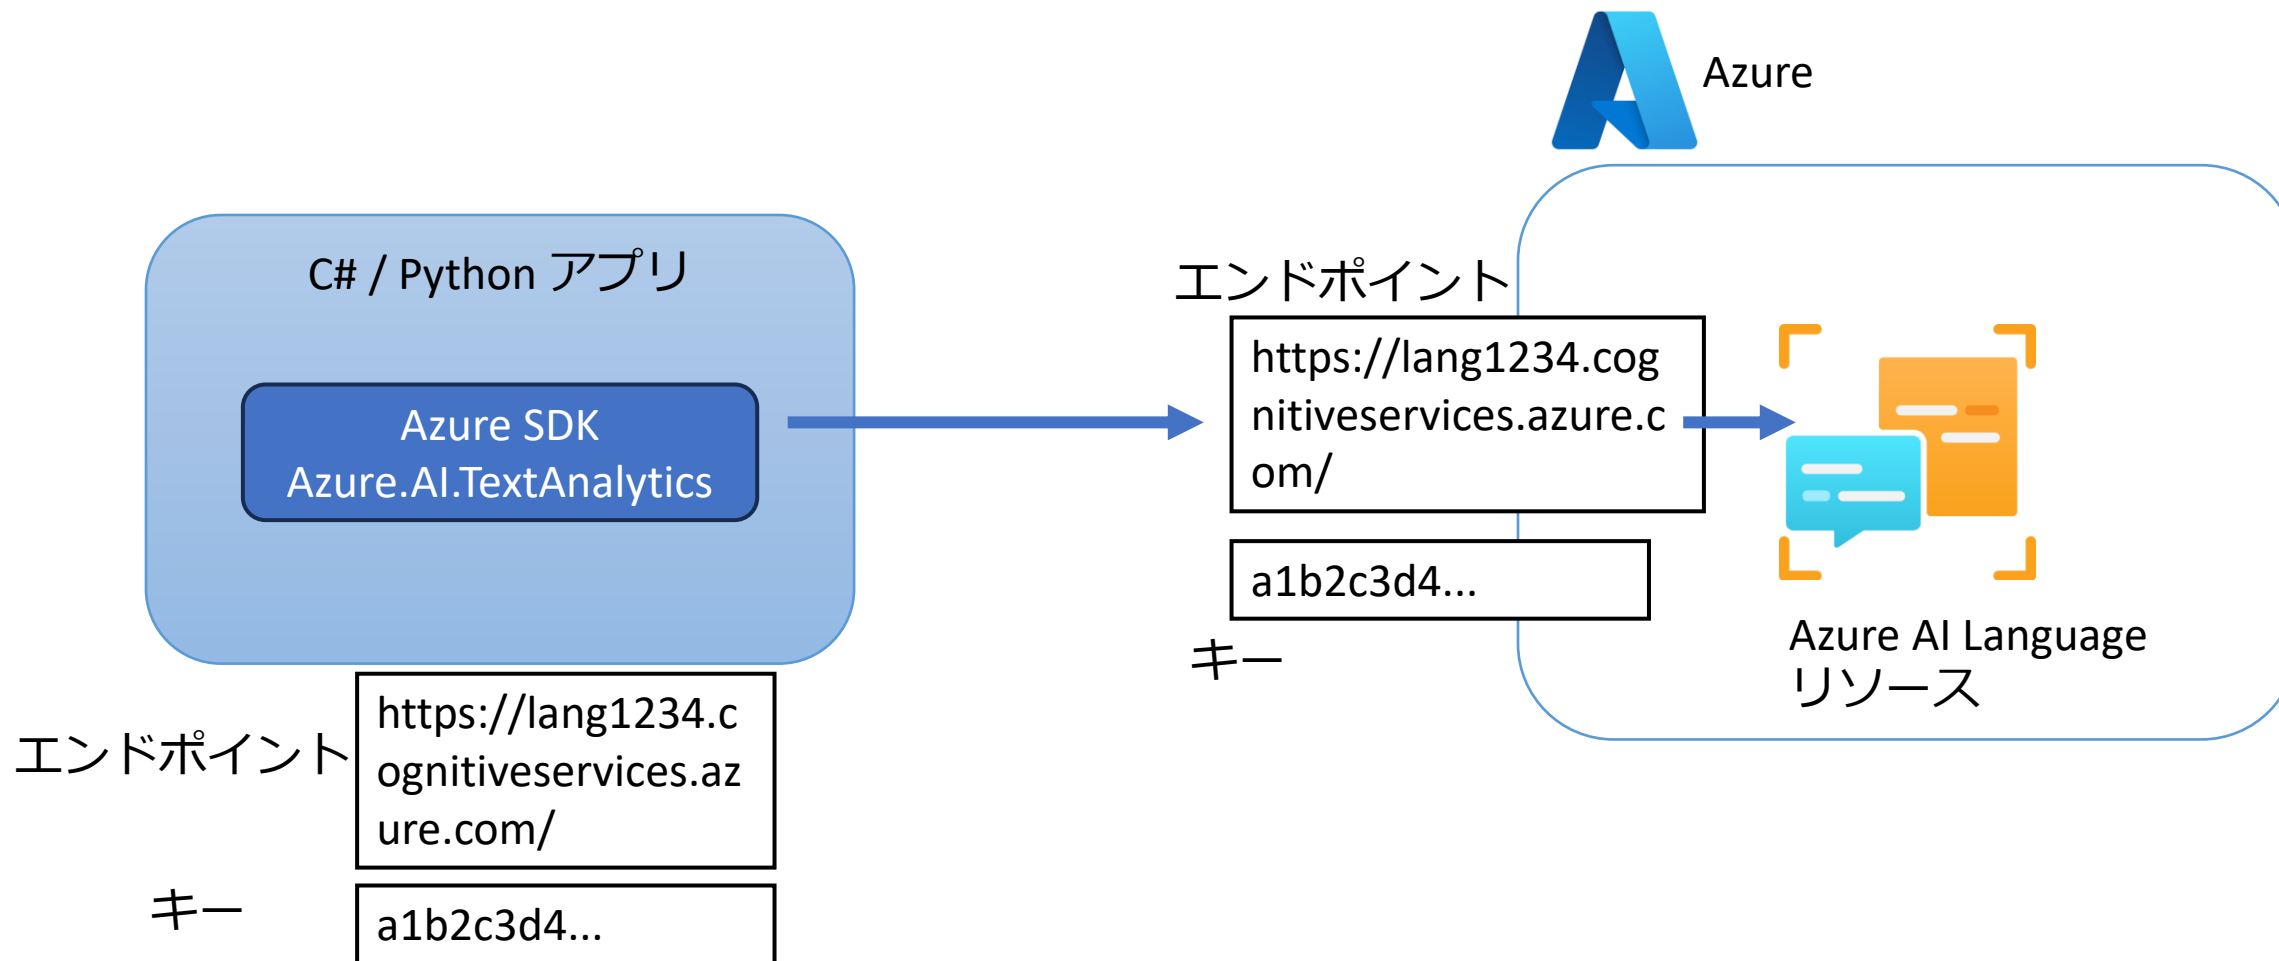 Azure
C# / Python アプリ
Azure SDK
Azure.AI.TextAnalytics
エンドポイント
https://lang1234.c
ognitiveservices.az
ure.com/
キー
a1b2c3d4...
エンドポイント
https://lang1234.cog
nitiveservices.azure.c
om/
a1b2c3d4...
キー
Azure AI Language
リソース